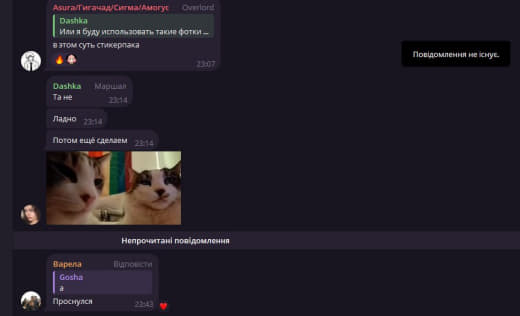 Asura/Гигачад/Сигма/Амогус Overlord
Dashka
Или я буду использовать такие фотки ...
в этом суть стикерпака
23:07
Повідомлення не існує.
Dashka Маршал
Та не
23:14
Ладно 23:14
Потом ещё сделаем 23:14
Непрочитані повідомлення
Варела Відповісти
Gosha
а
Проснулся 23:43